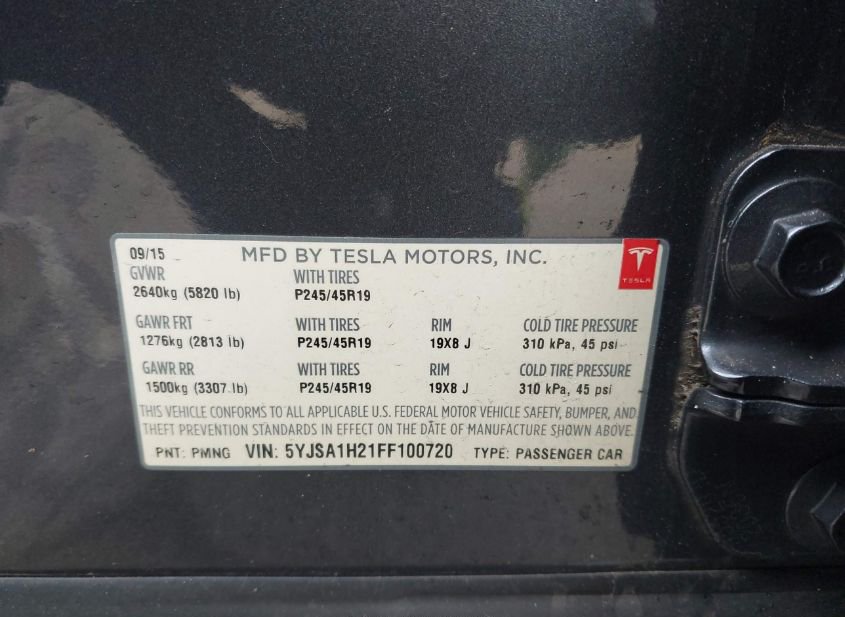 09/15 MFD BY TESLA MOTORS, INC.
TESLA
GVWR WITH TIRES
2640kg (5820 lb) P245/45R19
GAWR FRT WITH TIRES RIM COLD TIRE PRESSURE
1276kg (2813 lb) P245/45R19 19X8 J 310 kPa, 45 psi
GAWR RR WITH TIRES RIM COLD TIRE PRESSURE
1500kg (3307 lb) P245/45R19 19X8 J 310 kPa, 45 psi
THIS VEHICLE CONFORMS TO ALL APPLICABLE U.S. FEDERAL MOTOR VEHICLE SAFETY, BUMPER, AND
THEFT PREVENTION STANDARDS IN EFFECT ON THE DATE OF MANUFACTURE SHOWN ABOVE.
PNT: PMNG VIN: 5YJSA1H21FF100720 TYPE: PASSENGER CAR